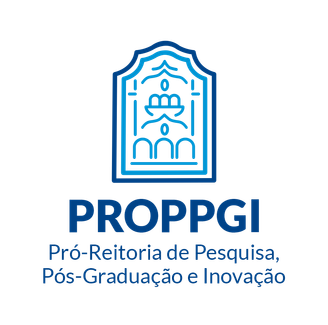 PROPPGI
Pró-Reitoria de Pesquisa,
Pós-Graduação e Inovação